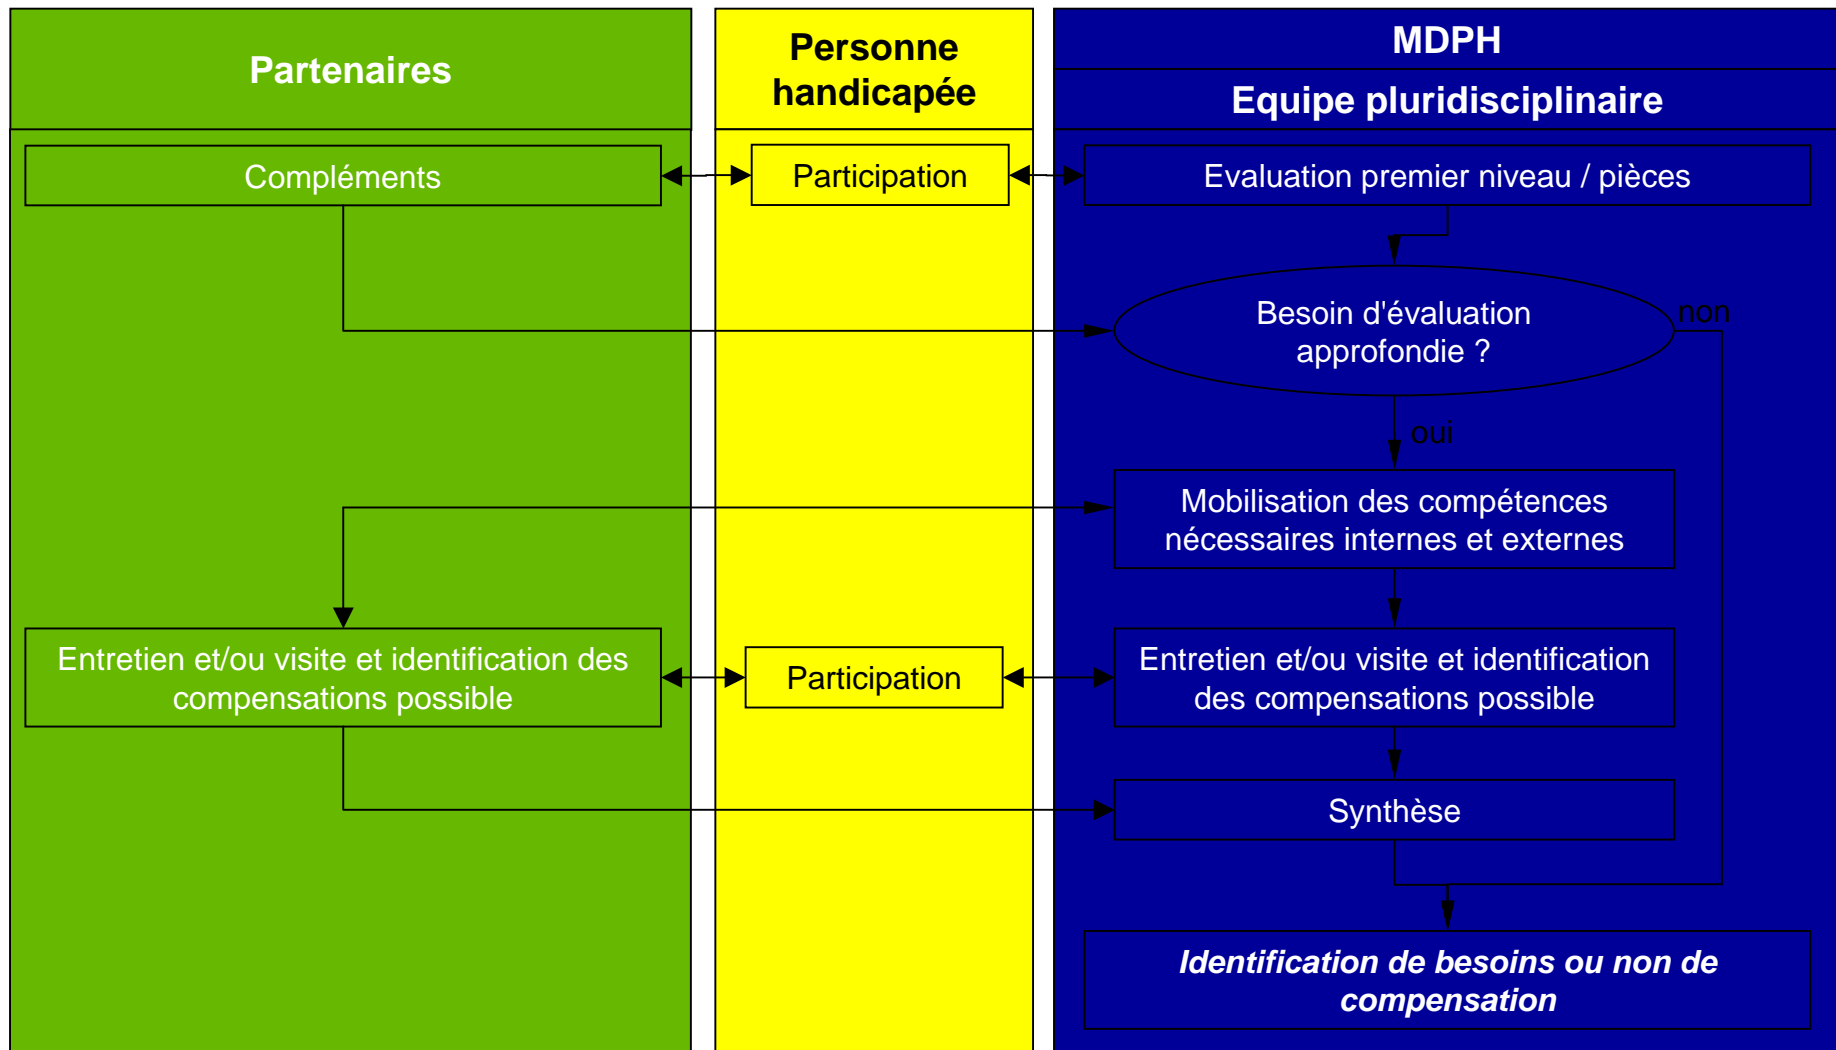 Partenaires
Personne
handicapée
MDPH
Equipe pluridisciplinaire
Compléments
Participation
Evaluation premier niveau / pièces
Besoin d'évaluation
approfondie ?
non
oui
Mobilisation des compétences
nécessaires internes et externes
Entretien et/ou visite et identification des
compensations possible
Participation
Entretien et/ou visite et identification
des compensations possible
Synthèse
Identification de besoins ou non de
compensation